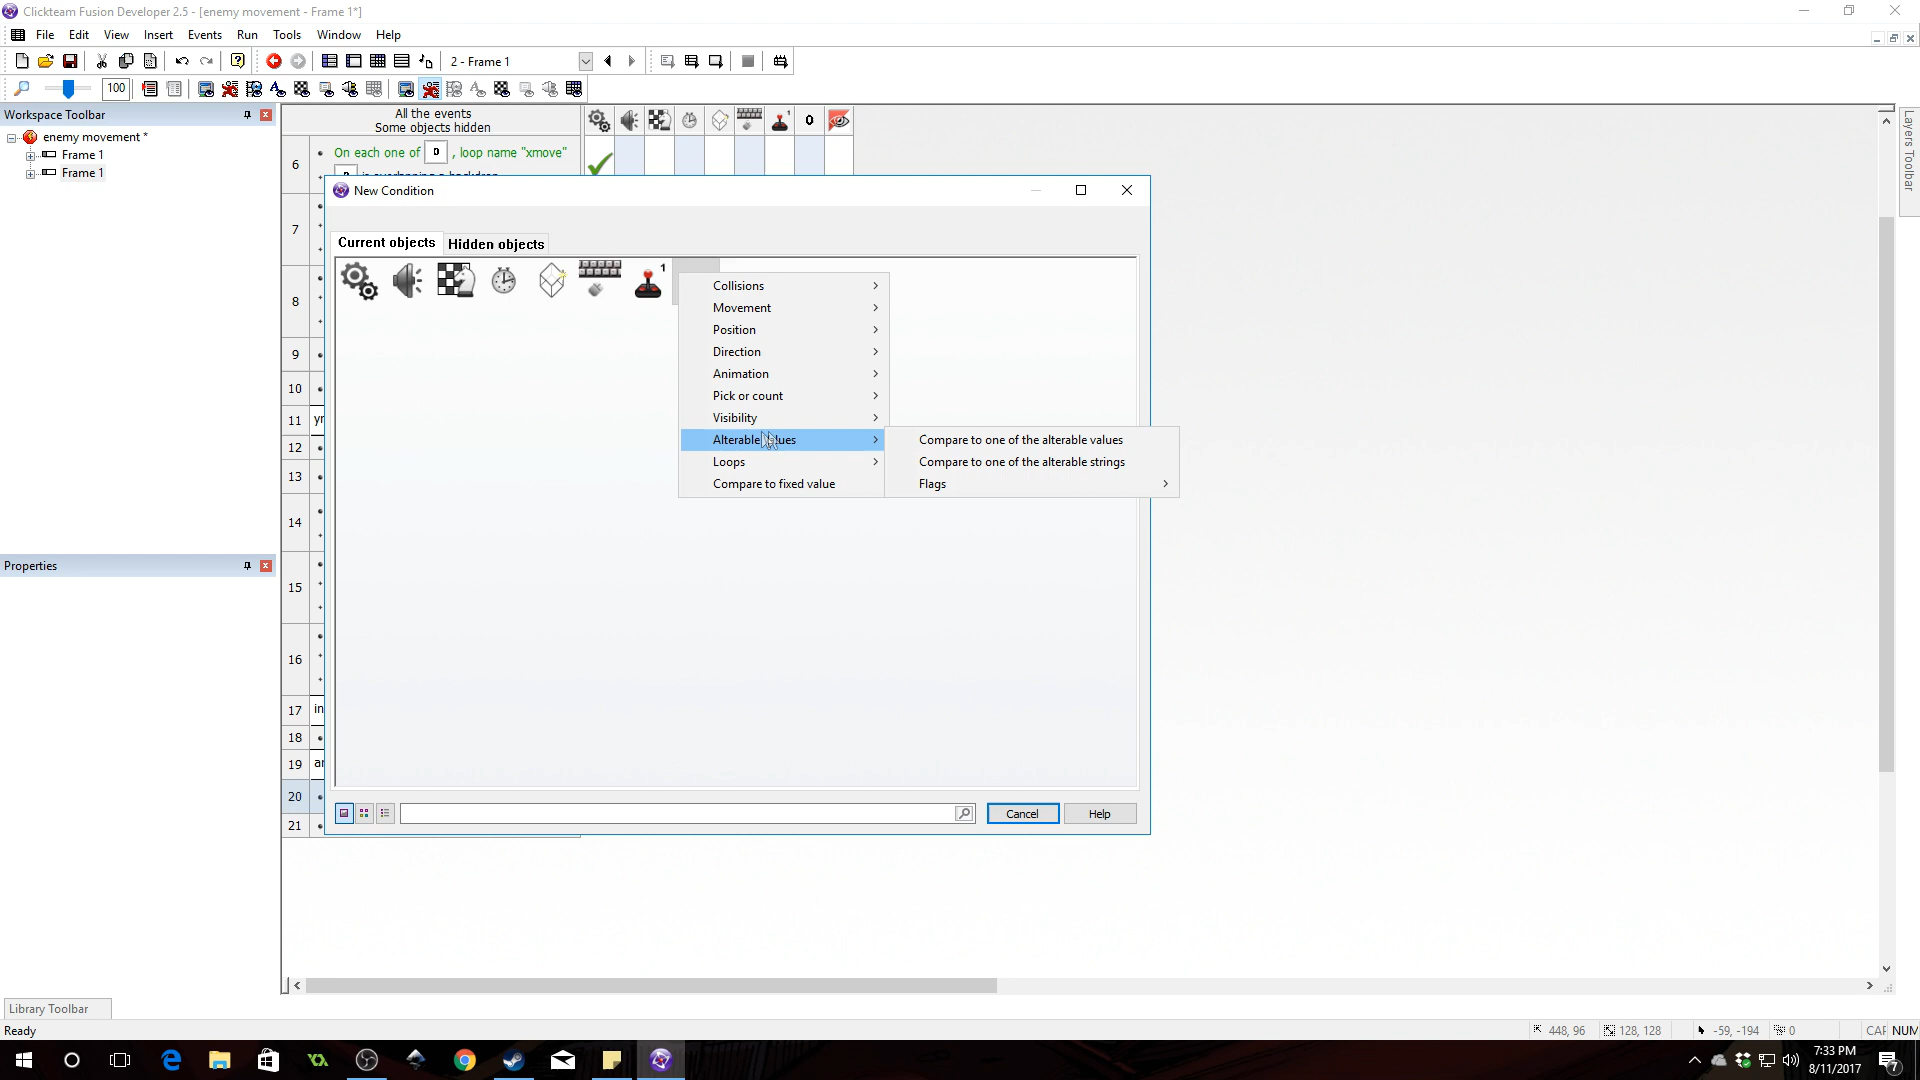 Clickteam Fusion Developer 2.5 - [enemy movement - Frame 1*]
File Edit View Insert Events Run Tools Window Help
2 - Frame 1
100
Workspace Toolbar
enemy movement *
Frame 1
Frame 1
All the events
Some objects hidden
1
0
Layers Toolbar
6
On each one of 0 , loop name "xmove"
New Condition
Current objects
Hidden objects
1
7
8
9
10
11
12
13
14
15
16
17
18
19
20
21
Collisions
Movement
Position
Direction
Animation
Pick or count
Visibility
Alterable
Loops
Compare to fixed value
Compare to one of the alterable values
Compare to one of the alterable strings
Flags
Properties
Cancel
Help
Library Toolbar
Ready
448, 96
128, 128
-59, -194
0
NUM
7:33 PM
8/11/2017
7